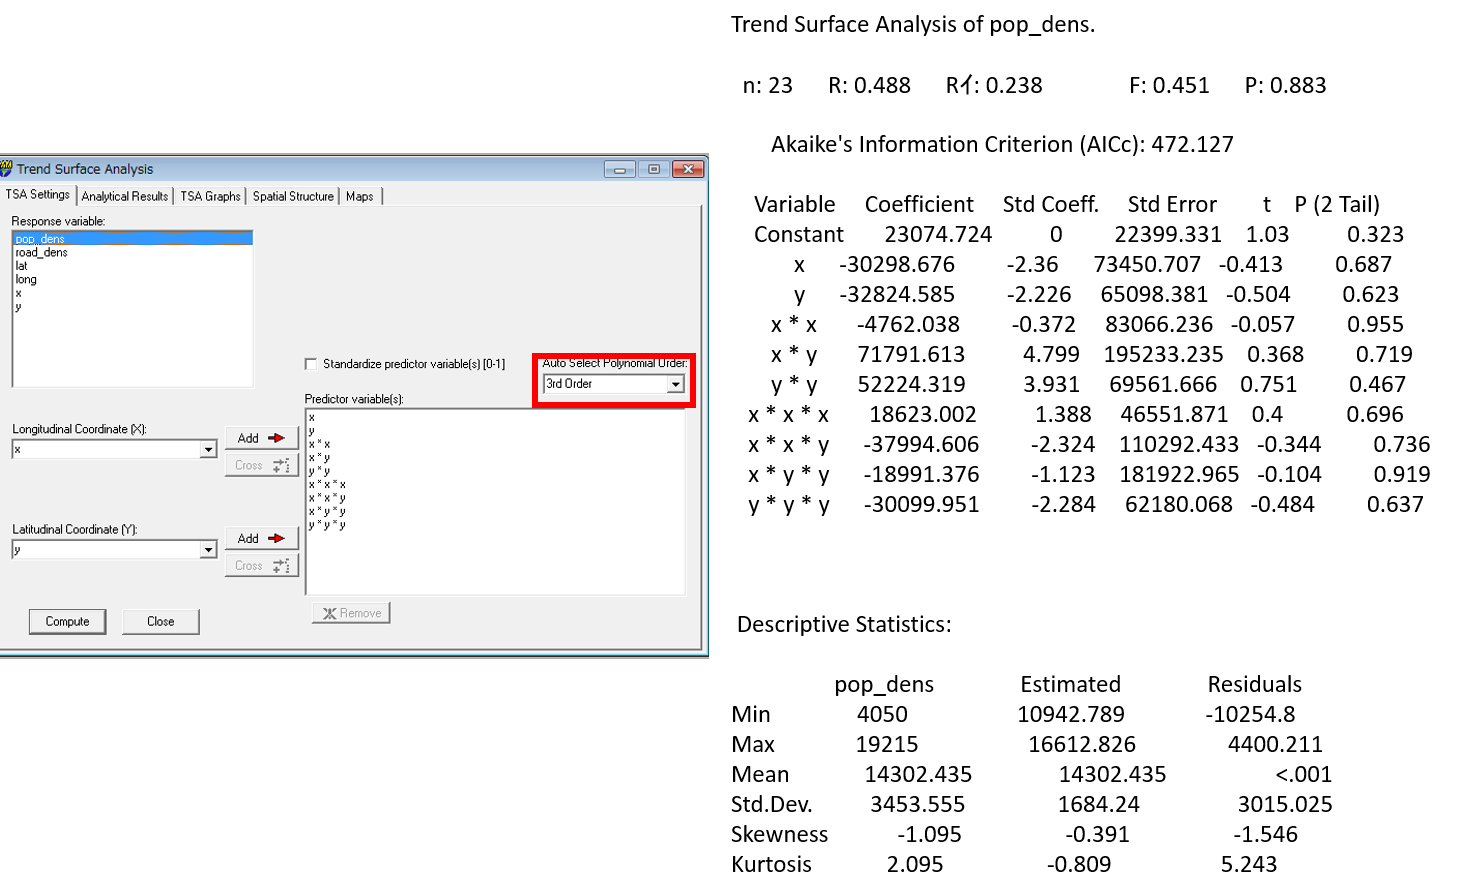 Trend Surface Analysis
TSA Settings Analytical Results TSA Graphs Spatial Structure Maps
Response variable:
pop_dens
road_dens
lat
long
x
y
Standardize predictor variable(s) [0-1]
Auto Select Polynomial Order:
3rd Order
Predictor variable(s):
x
y
x * x
x * y
y * y
x * x * x
x * x * y
x * y * y
y * y * y
Longitudinal Coordinate (X):
x
Add
Cross
Latitudinal Coordinate (Y):
y
Add
Cross
Remove
Compute Close
Trend Surface Analysis of pop_dens.
n: 23 R: 0.488 Rイ: 0.238 F: 0.451 P: 0.883
Akaike's Information Criterion (AICc): 472.127
Variable Coefficient Std Coeff. Std Error t P (2 Tail)
Constant 23074.724 0 22399.331 1.03 0.323
x -30298.676 -2.36 73450.707 -0.413 0.687
y -32824.585 -2.226 65098.381 -0.504 0.623
x * x -4762.038 -0.372 83066.236 -0.057 0.955
x * y 71791.613 4.799 195233.235 0.368 0.719
y * y 52224.319 3.931 69561.666 0.751 0.467
x * x * x 18623.002 1.388 46551.871 0.4 0.696
x * x * y -37994.606 -2.324 110292.433 -0.344 0.736
x * y * y -18991.376 -1.123 181922.965 -0.104 0.919
y * y * y -30099.951 -2.284 62180.068 -0.484 0.637
Descriptive Statistics:
pop_dens Estimated Residuals
Min 4050 10942.789 -10254.8
Max 19215 16612.826 4400.211
Mean 14302.435 14302.435 <.001
Std.Dev. 3453.555 1684.24 3015.025
Skewness -1.095 -0.391 -1.546
Kurtosis 2.095 -0.809 5.243